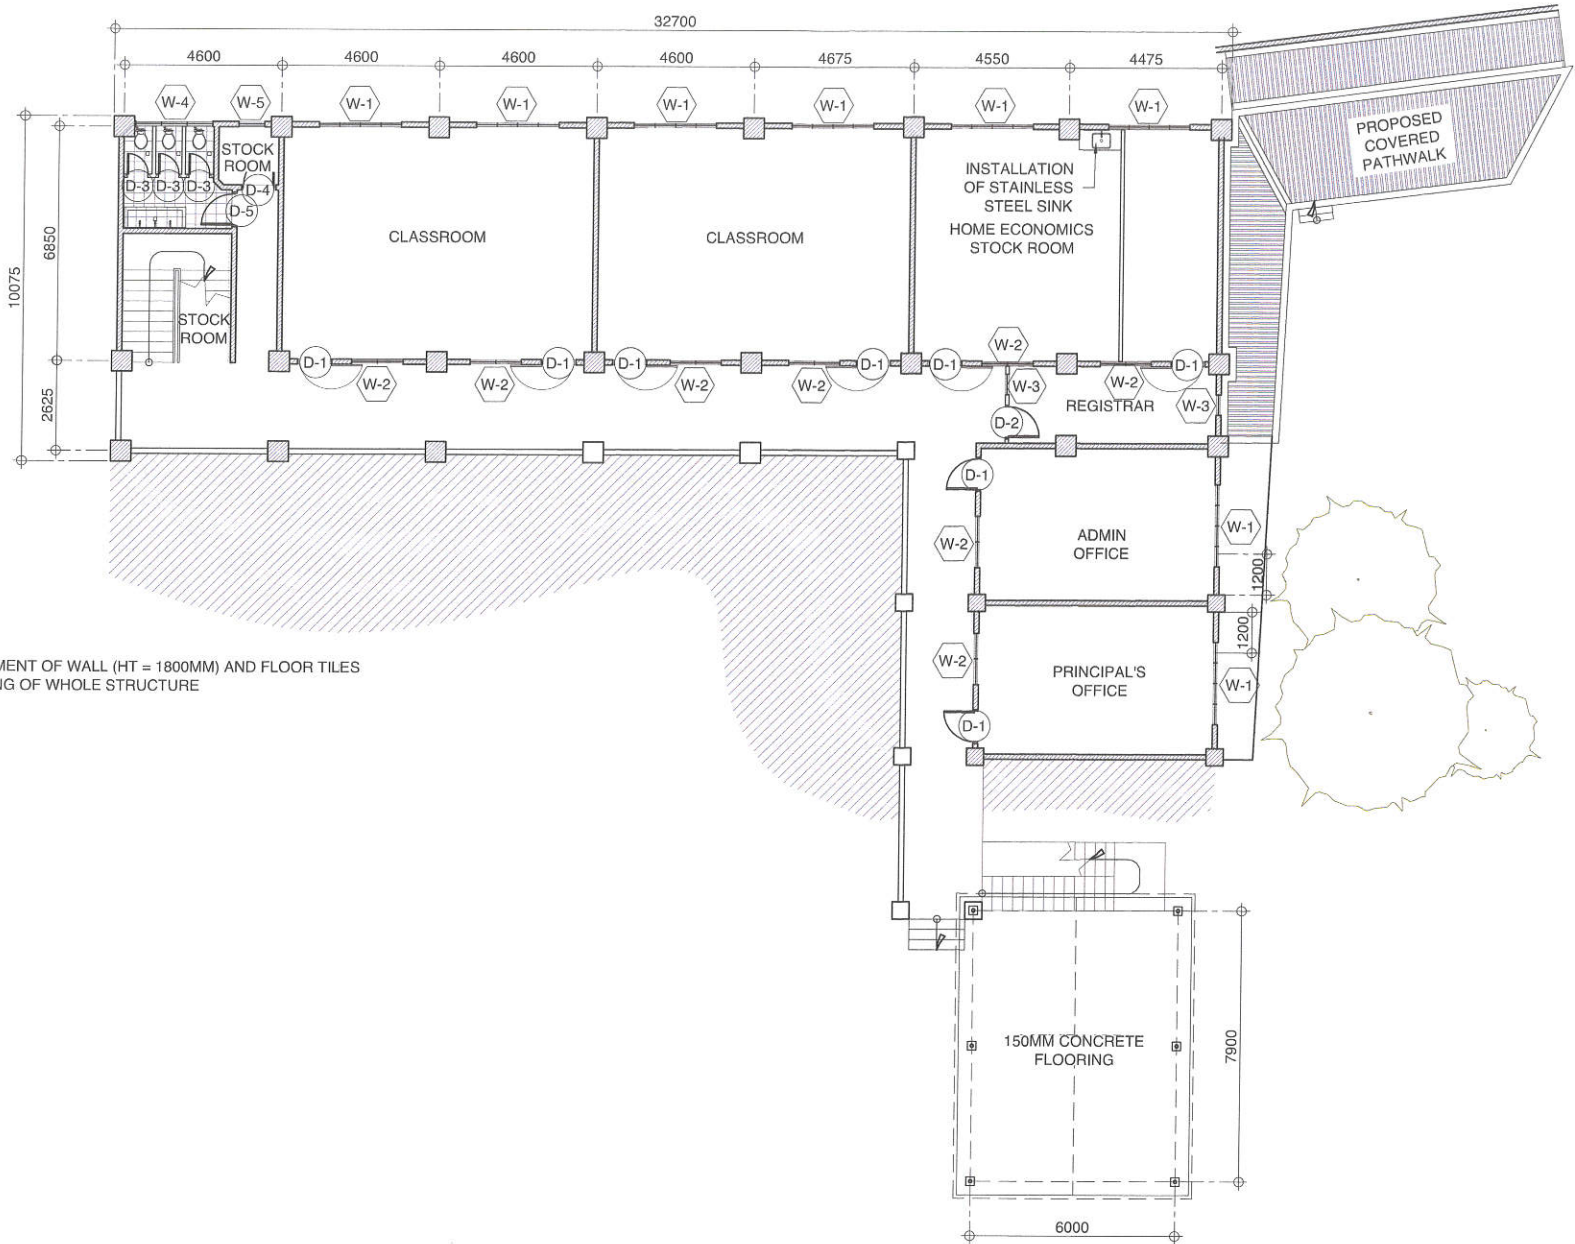 32700
4600
4600
4600
4600
4675
4550
4475
W-4
W-5
W-1
W-1
W-1
W-1
W-1
W-1
PROPOSED
COVERED
PATHWALK
STOCK
ROOM
D-3
D-3
D-3
D-4
D-5
INSTALLATION
OF STAINLESS
STEEL SINK
HOME ECONOMICS
STOCK ROOM
CLASSROOM
CLASSROOM
10075
6850
2625
STOCK
ROOM
D-1
W-2
W-2
D-1
D-1
W-2
W-2
D-1
D-1
W-2
W-3
W-2
D-1
REGISTRAR
W-3
D-2
D-1
W-2
ADMIN
OFFICE
W-1
1200
1200
W-2
PRINCIPAL'S
OFFICE
W-1
D-1
MENT OF WALL (HT = 1800MM) AND FLOOR TILES
NG OF WHOLE STRUCTURE
150MM CONCRETE
FLOORING
7900
6000